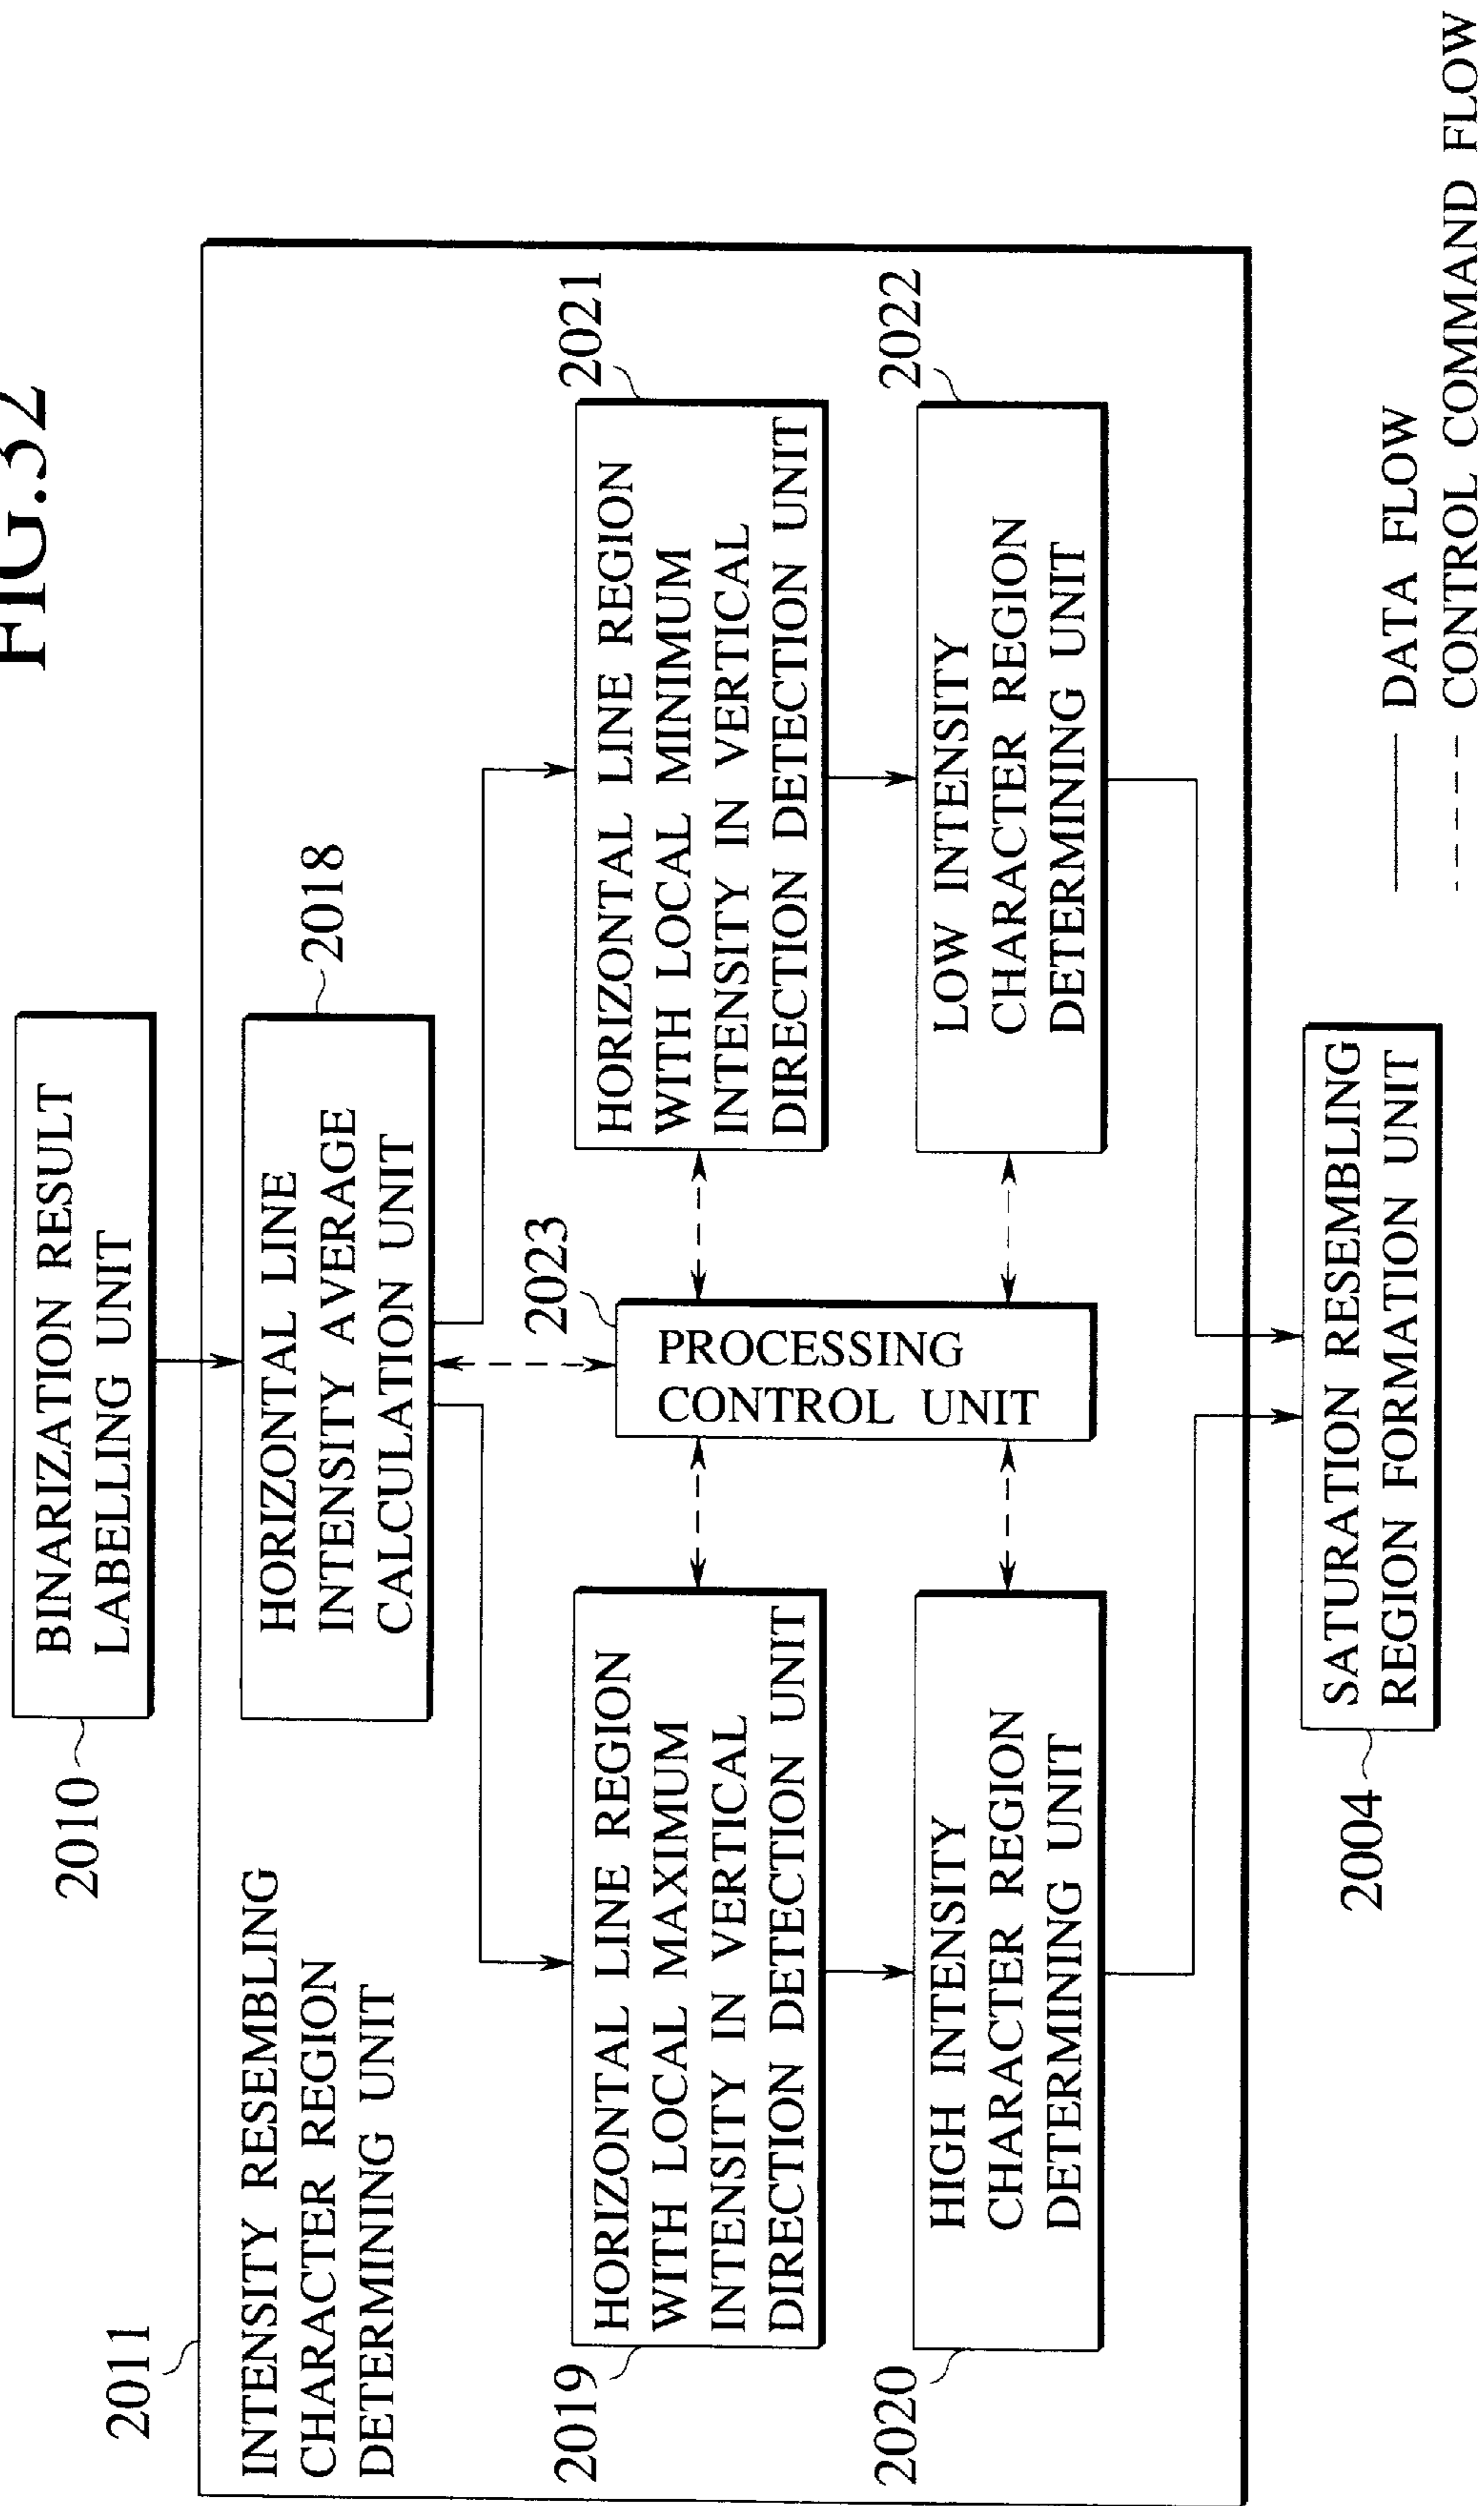 FIG.32
2010
BINARIZATION RESULT
LABELLING UNIT
2011
INTENSITY RESEMBLING
CHARACTER REGION
DETERMINING UNIT
HORIZONTAL LINE
INTENSITY AVERAGE
CALCULATION UNIT
2018
2019
HORIZONTAL LINE REGION
WITH LOCAL MAXIMUM
INTENSITY IN VERTICAL
DIRECTION DETECTION UNIT
2023
PROCESSING
CONTROL UNIT
2021
HORIZONTAL LINE REGION
WITH LOCAL MINIMUM
INTENSITY IN VERTICAL
DIRECTION DETECTION UNIT
2020
HIGH INTENSITY
CHARACTER REGION
DETERMINING UNIT
2022
LOW INTENSITY
CHARACTER REGION
DETERMINING UNIT
2004
SATURATION RESEMBLING
REGION FORMATION UNIT
DATA FLOW
CONTROL COMMAND FLOW